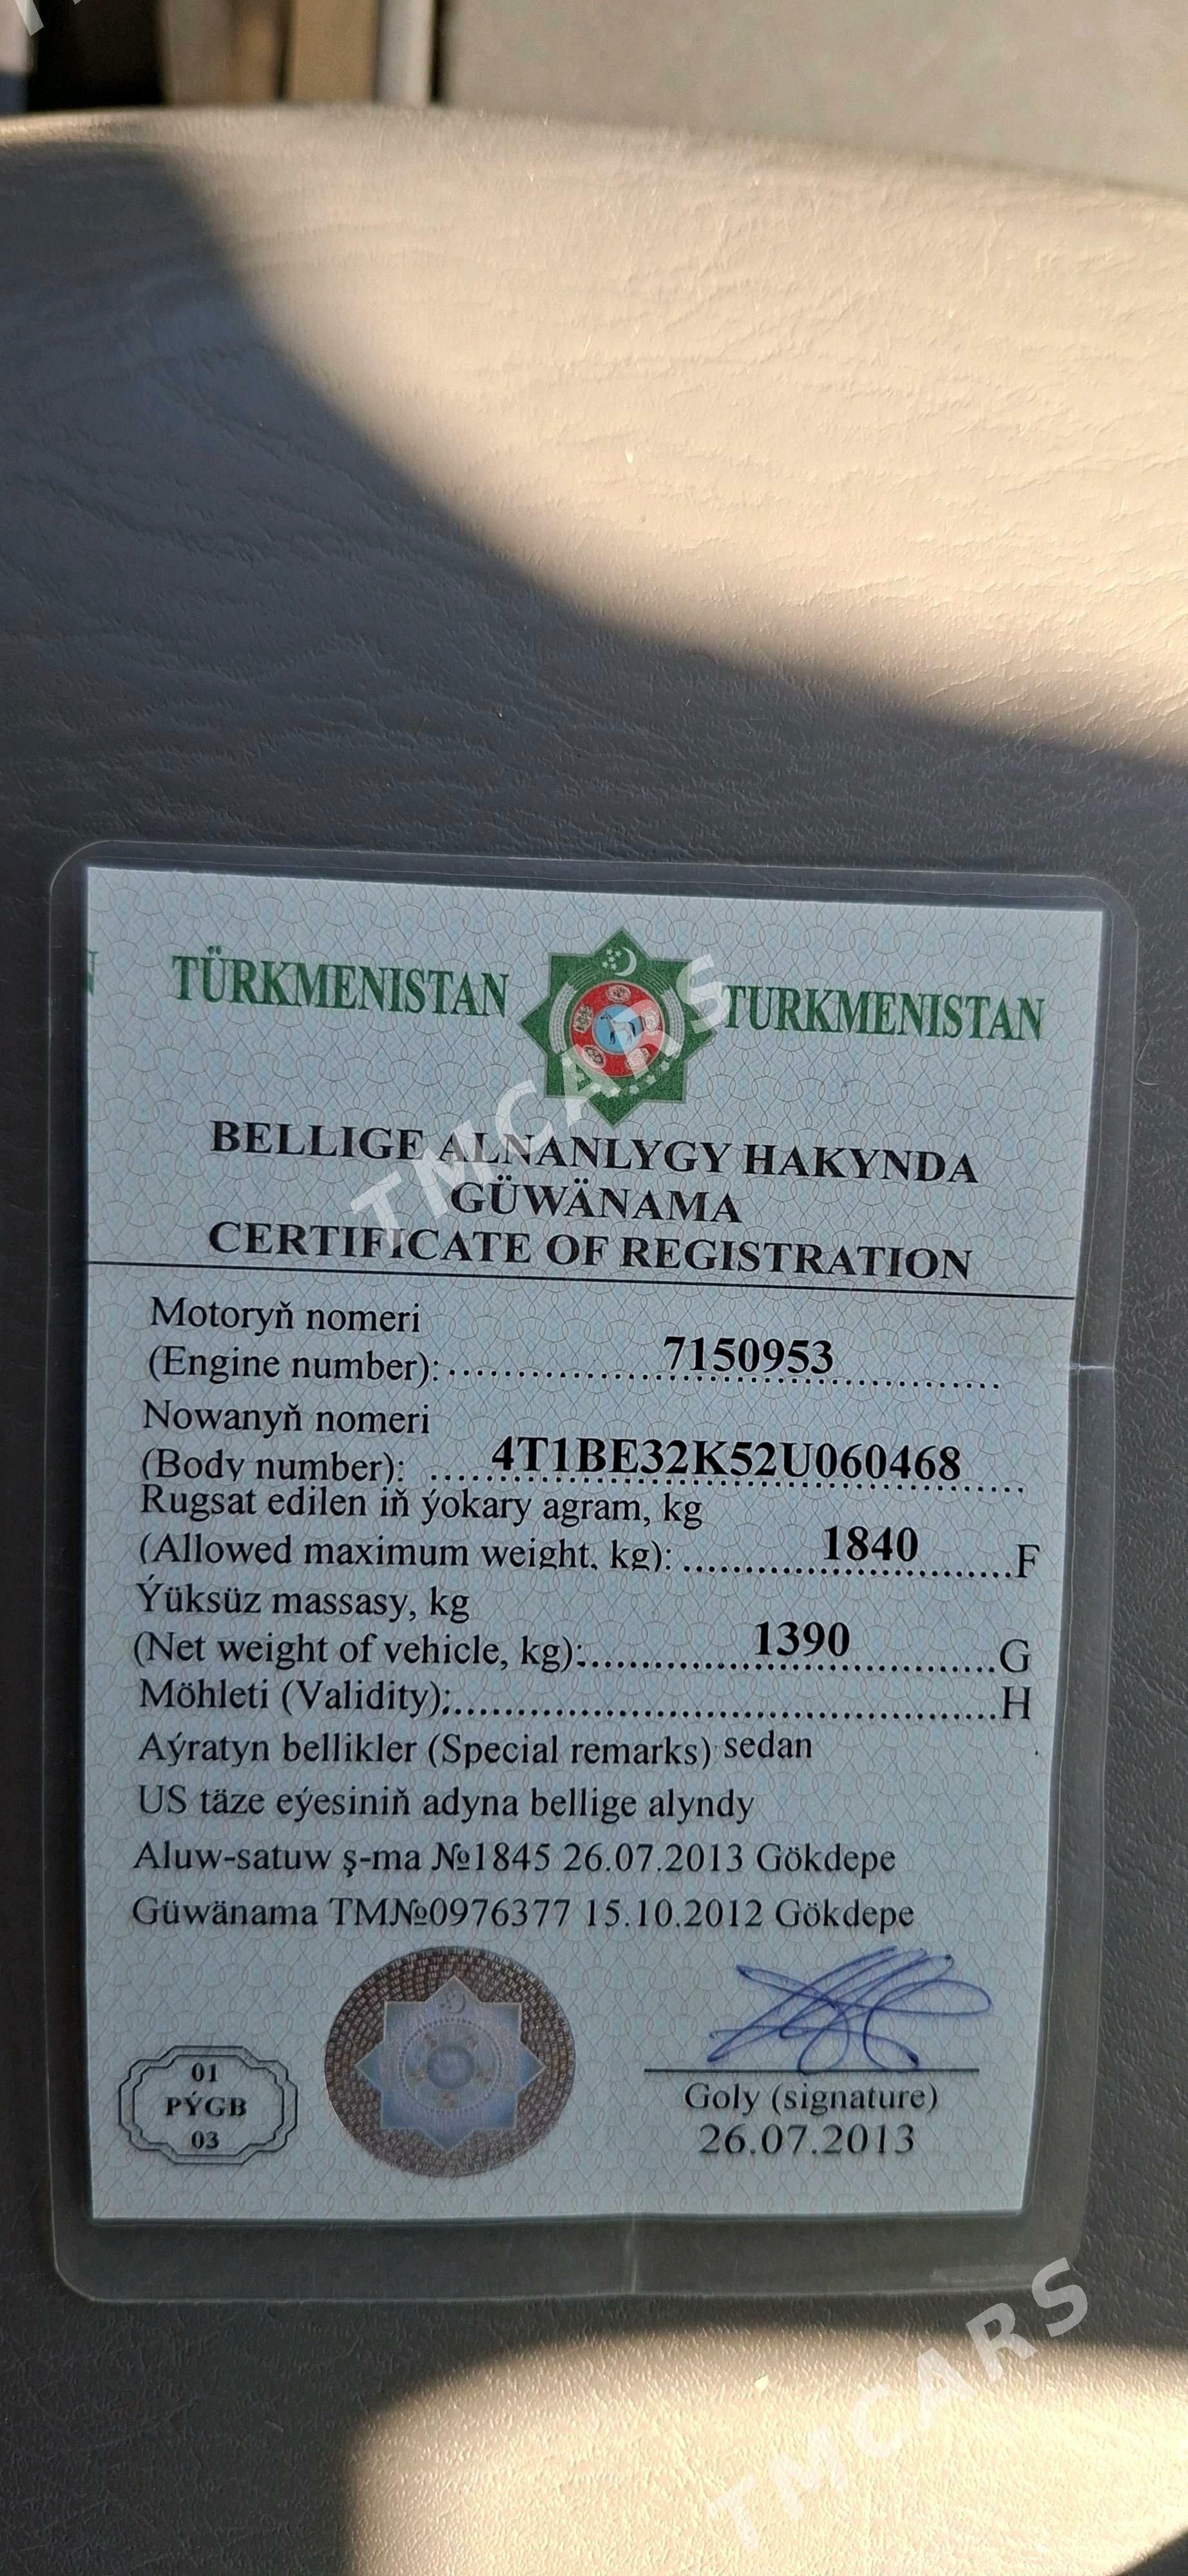 TÜRKMENISTAN TURKMENISTAN
BELLIGE ALNANLYGY HAKYNDA
GÜWÄNAMA
CERTIFICATE OF REGISTRATION
Motoryň nomeri
(Engine number): 7150953
Nowanyň nomeri
(Body number): 4T1BE32K52U060468
Rugsat edilen iň ýokary agram, kg
(Allowed maximum weight, kg): 1840 F
Ýüksüz massasy, kg
(Net weight of vehicle, kg): 1390 G
Möhleti (Validity): H
Aýratyn bellikler (Special remarks) sedan
US täze eýesiniň adyna bellige alyndy
Aluw-satuw ş-ma №1845 26.07.2013 Gökdepe
Güwänama TM№0976377 15.10.2012 Gökdepe
01
PÝGB
03
Goly (signature)
26.07.2013
TMCARS
TMCARS